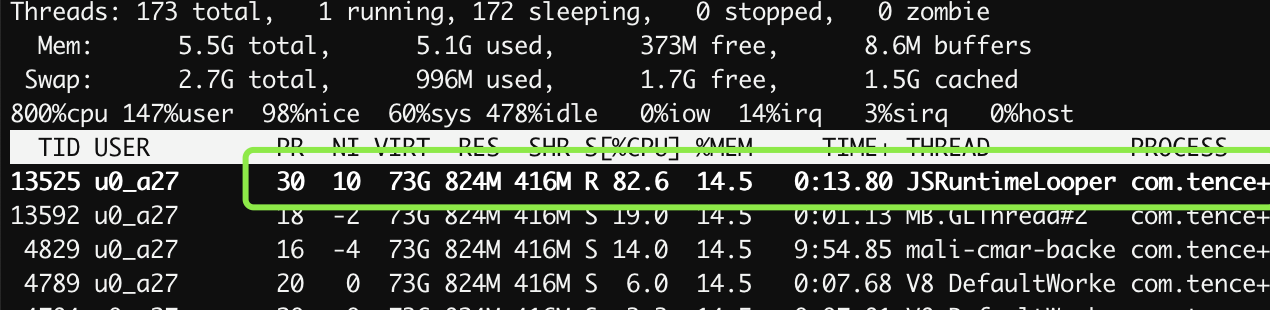 Threads: 173 total,   1 running, 172 sleeping,   0 stopped,   0 zombie
Mem:      5.5G total,      5.1G used,      373M free,      8.6M buffers
Swap:      2.7G total,      996M used,      1.7G free,      1.5G cached
800%cpu 147%user  98%nice  60%sys 478%idle   0%iow  14%irq   3%sirq   0%host
TID USER         PR  NI VIRT  RES  SHR S[%CPU] %MEM     TIME+ THREAD          PROCESS
13525 u0_a27       30  10  73G 824M 416M R 82.6  14.5   0:13.80 JSRuntimeLooper com.tence+
13592 u0_a27       18  -2  73G 824M 416M S 19.0  14.5   0:01.13 MB.GLThread#2   com.tence+
4829 u0_a27       16  -4  73G 824M 416M S 14.0  14.5   9:54.85 mali-cmar-backe com.tence+
4789 u0_a27       20   0  73G 824M 416M S  6.0  14.5   0:07.68 V8 DefaultWorke com.tence+